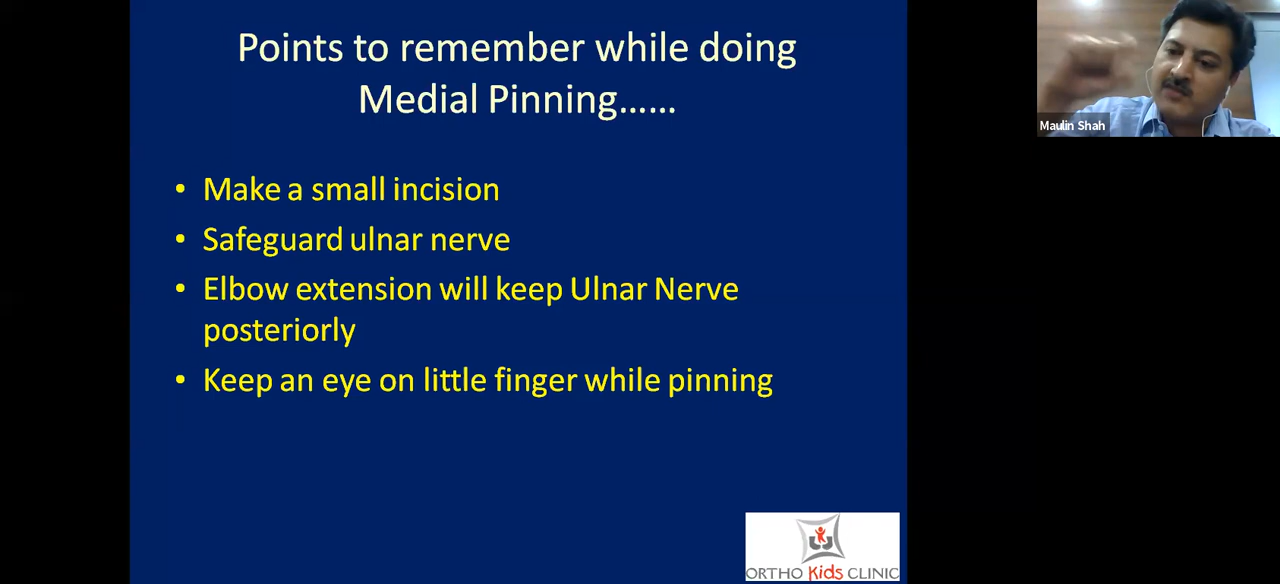 Points to remember while doing
Medial Pinning……
• Make a small incision
• Safeguard ulnar nerve
• Elbow extension will keep Ulnar Nerve
posteriorly
• Keep an eye on little finger while pinning
Maulin Shah
ORTHO Kids CLINIC